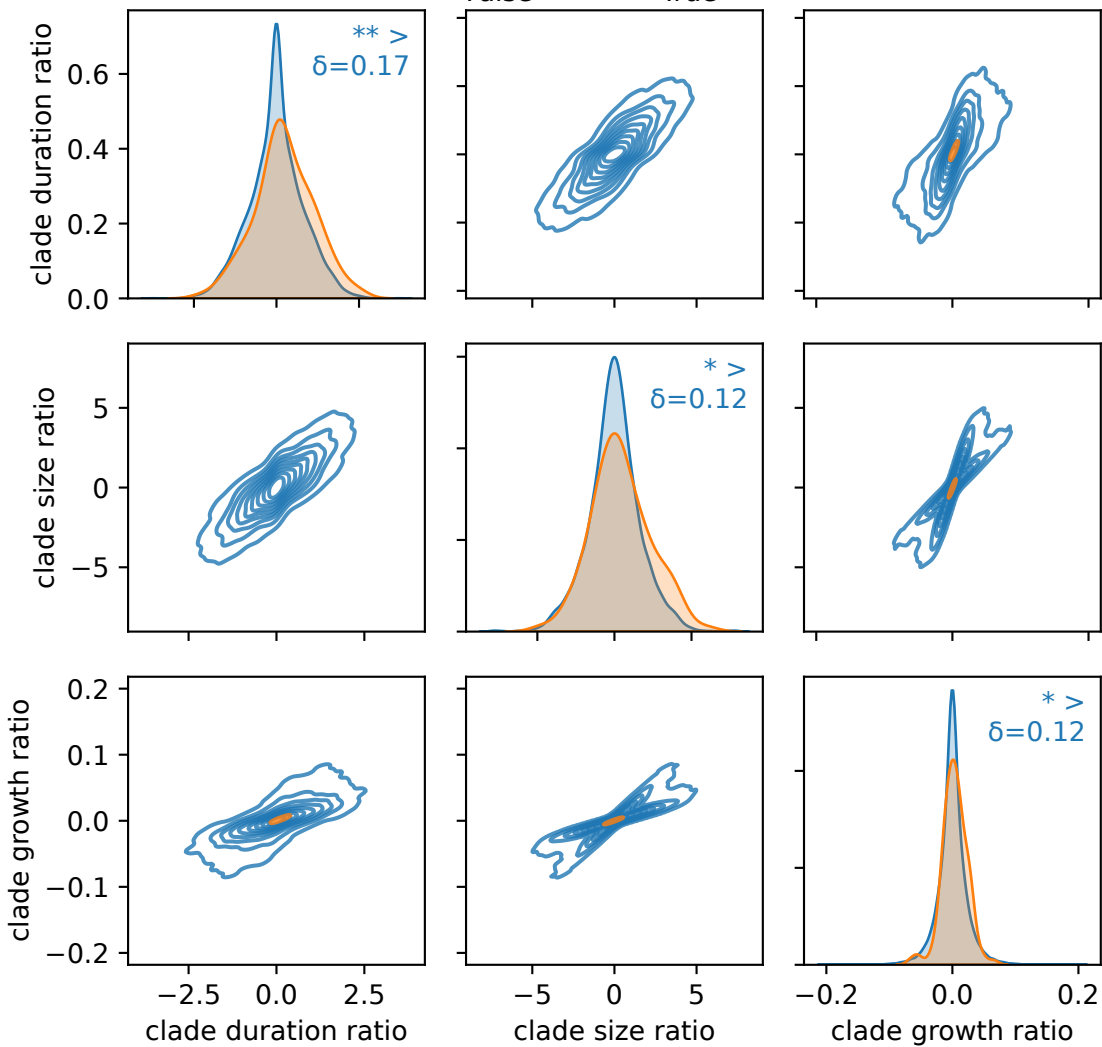 clade duration ratio
0.6
0.4
0.2
0.0
** >
δ=0.17
clade size ratio
5
0
−5
* >
δ=0.12
clade growth ratio
0.2
0.1
0.0
−0.1
−0.2
* >
δ=0.12
−2.5 0.0 2.5
−5 0 5
−0.2 0.0 0.2
clade duration ratio
clade size ratio
clade growth ratio